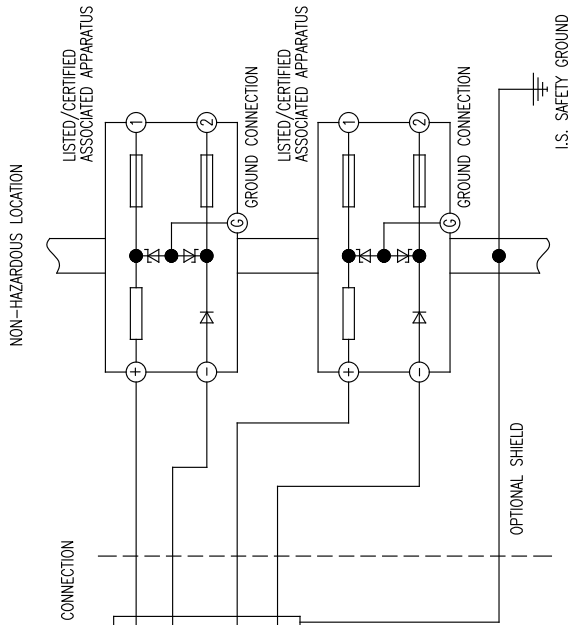 NON-HAZARDOUS LOCATION
LISTED/CERTIFIED
ASSOCIATED APPARATUS
1
2
+
-
G
GROUND CONNECTION
LISTED/CERTIFIED
ASSOCIATED APPARATUS
1
2
+
-
G
GROUND CONNECTION
CONNECTION
OPTIONAL SHIELD
I.S. SAFETY GROUND